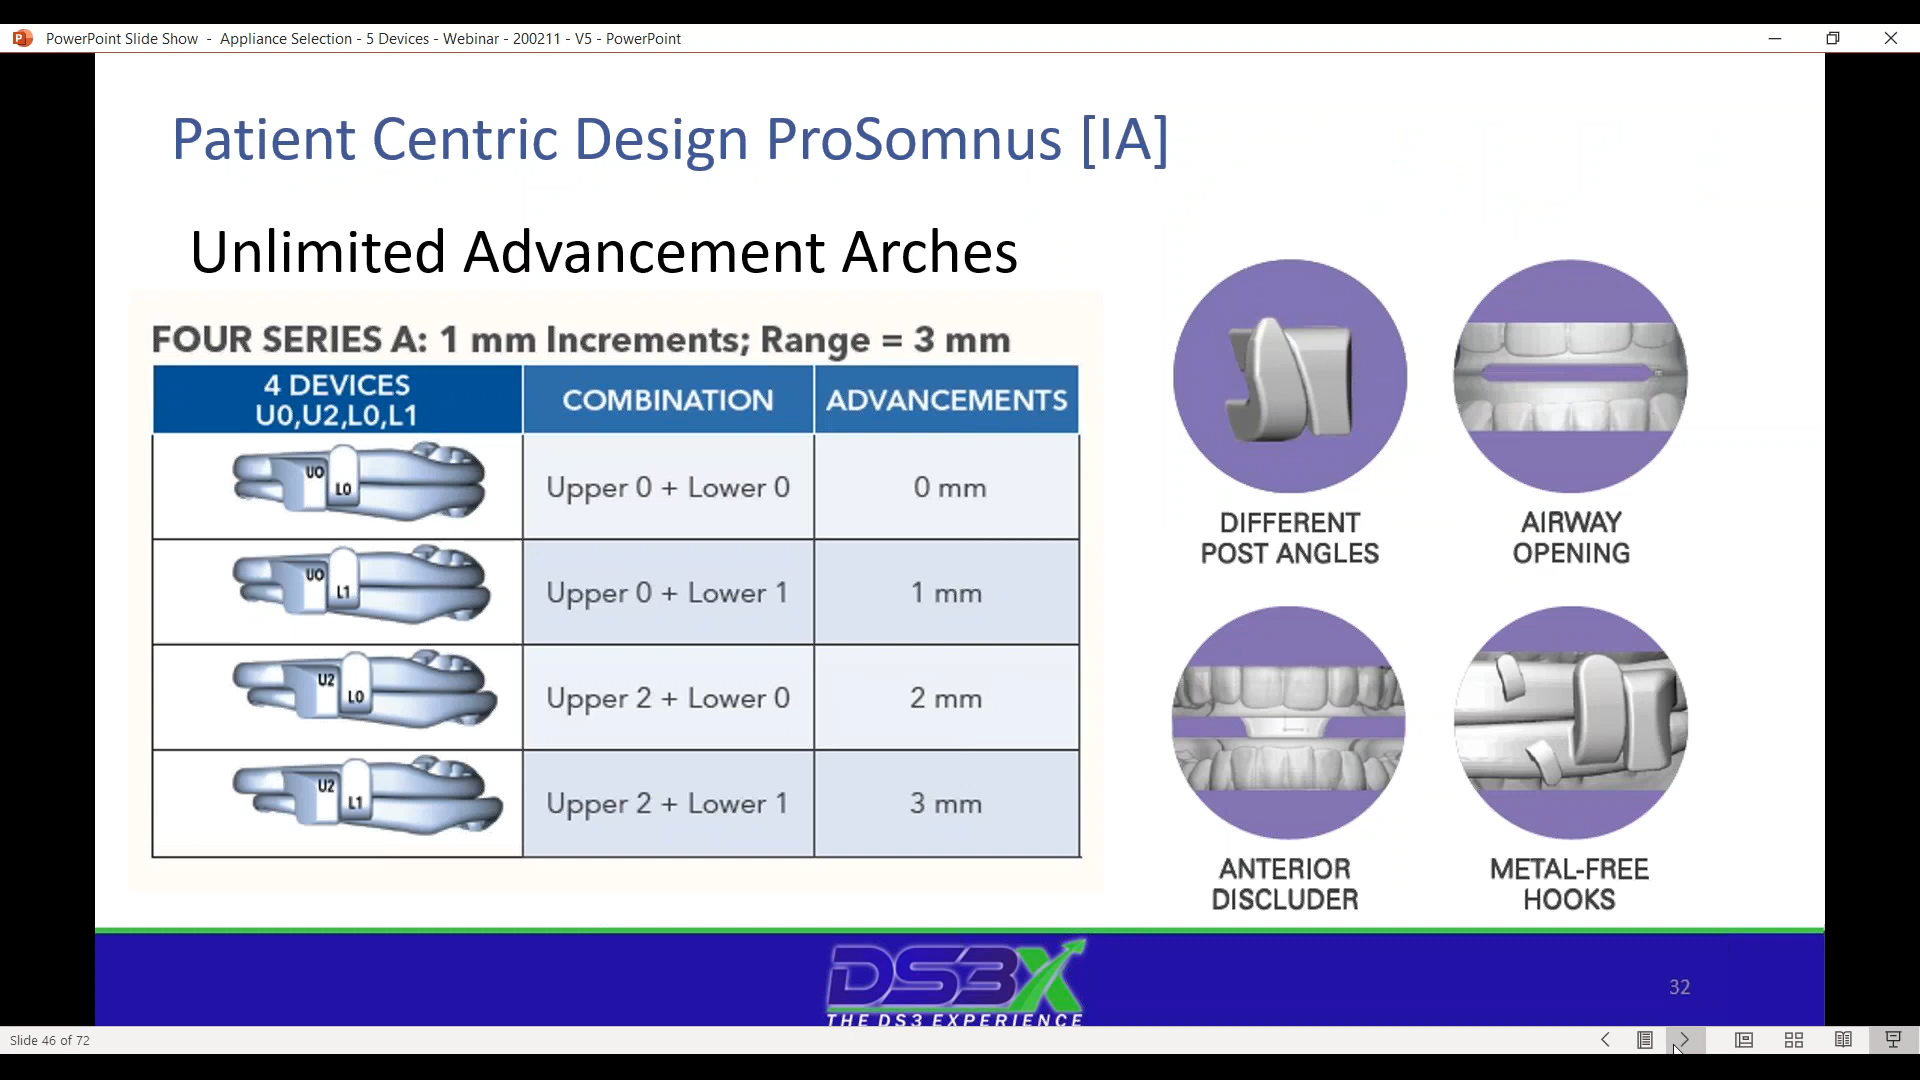 PowerPoint Slide Show - Appliance Selection - 5 Devices - Webinar - 200211 - V5 - PowerPoint
Patient Centric Design ProSomnus [IA]
Unlimited Advancement Arches
FOUR SERIES A: 1 mm Increments; Range = 3 mm
4 DEVICES
U0,U2,L0,L1
COMBINATION
ADVANCEMENTS
U0
L0
Upper 0 + Lower 0
0 mm
U0
L1
Upper 0 + Lower 1
1 mm
U2
L0
Upper 2 + Lower 0
2 mm
U2
L1
Upper 2 + Lower 1
3 mm
DIFFERENT
POST ANGLES
AIRWAY
OPENING
ANTERIOR
DISCLUDER
METAL-FREE
HOOKS
DS3X
THE DS3 EXPERIENCE
32
Slide 46 of 72